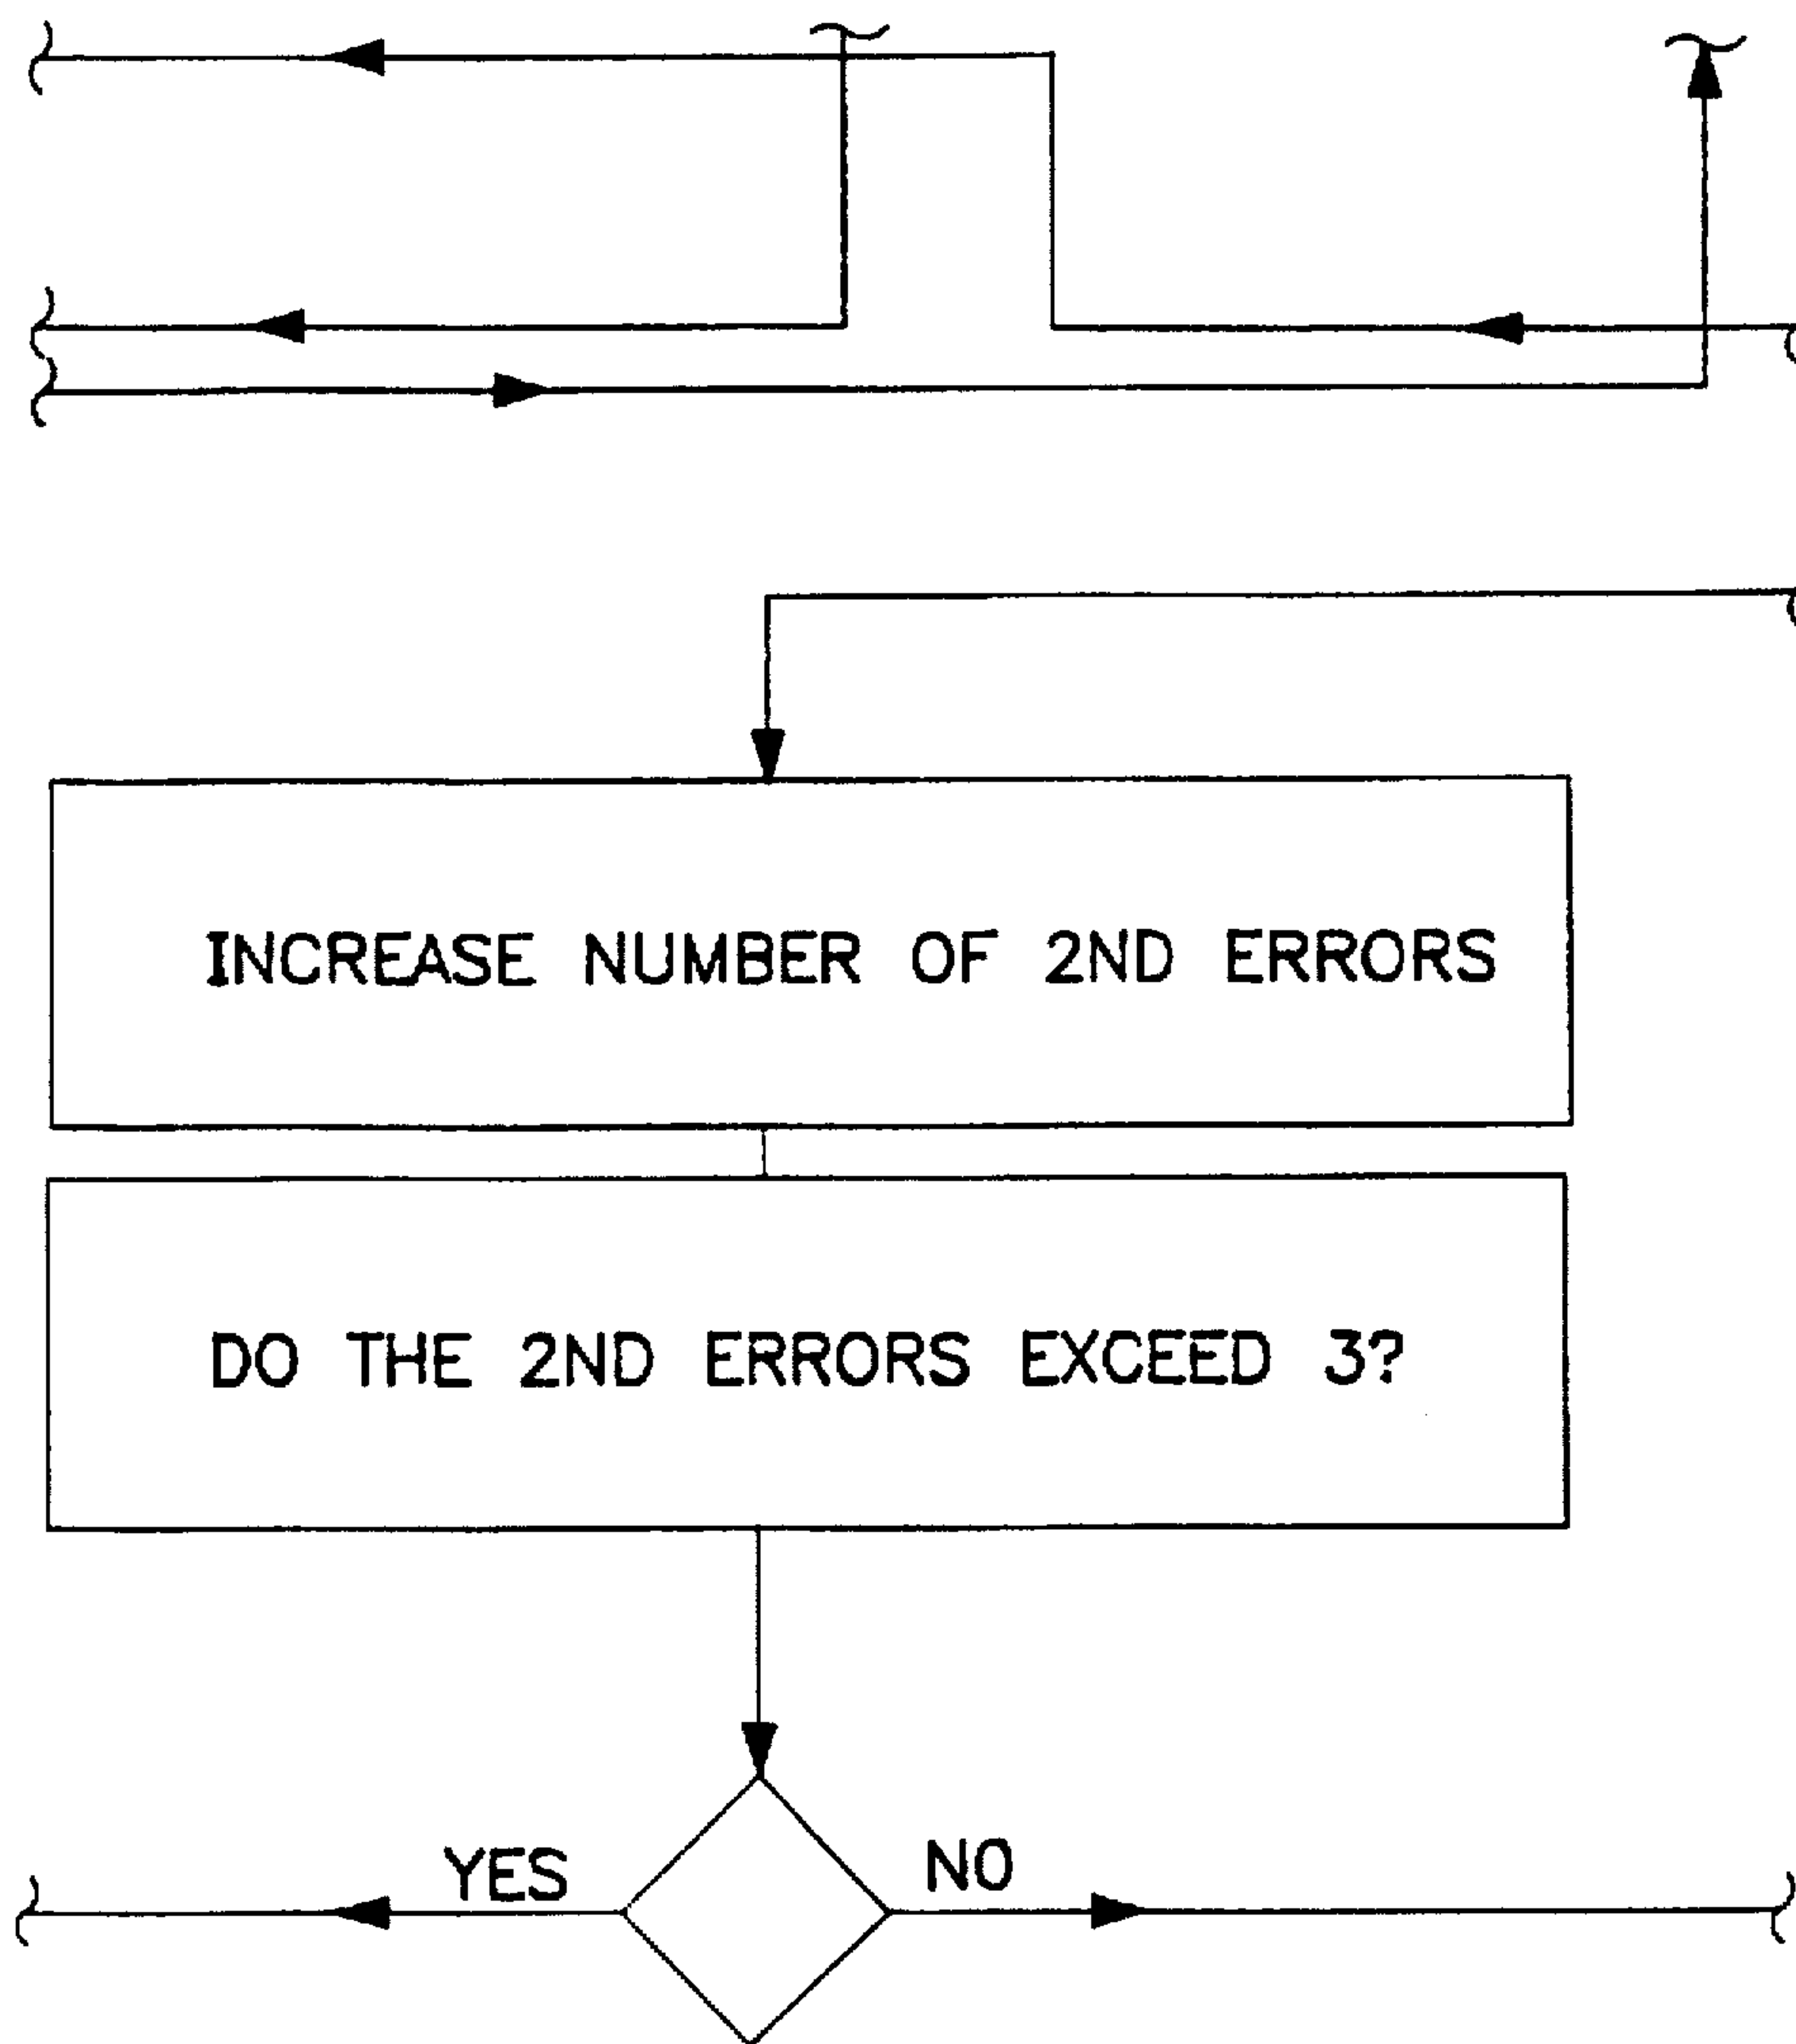 INCREASE NUMBER OF 2ND ERRORS
DO THE 2ND ERRORS EXCEED 3?
YES
NO